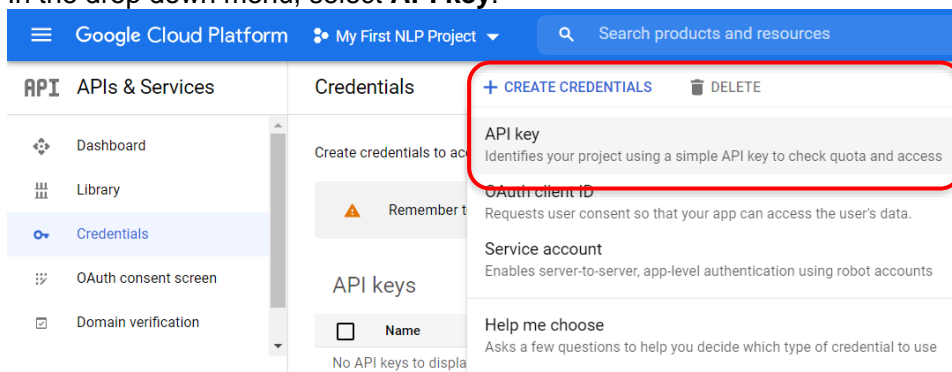 in the drop down menu, select API key.
Google Cloud Platform
My First NLP Project
Search products and resources
API APIs & Services
Credentials
+ CREATE CREDENTIALS
DELETE
Dashboard
Library
Credentials
OAuth consent screen
Domain verification
Create credentials to acc
Remember t
API keys
Name
No API keys to displa
API key
Identifies your project using a simple API key to check quota and access
OAuth client ID
Requests user consent so that your app can access the user's data.
Service account
Enables server-to-server, app-level authentication using robot accounts
Help me choose
Asks a few questions to help you decide which type of credential to use